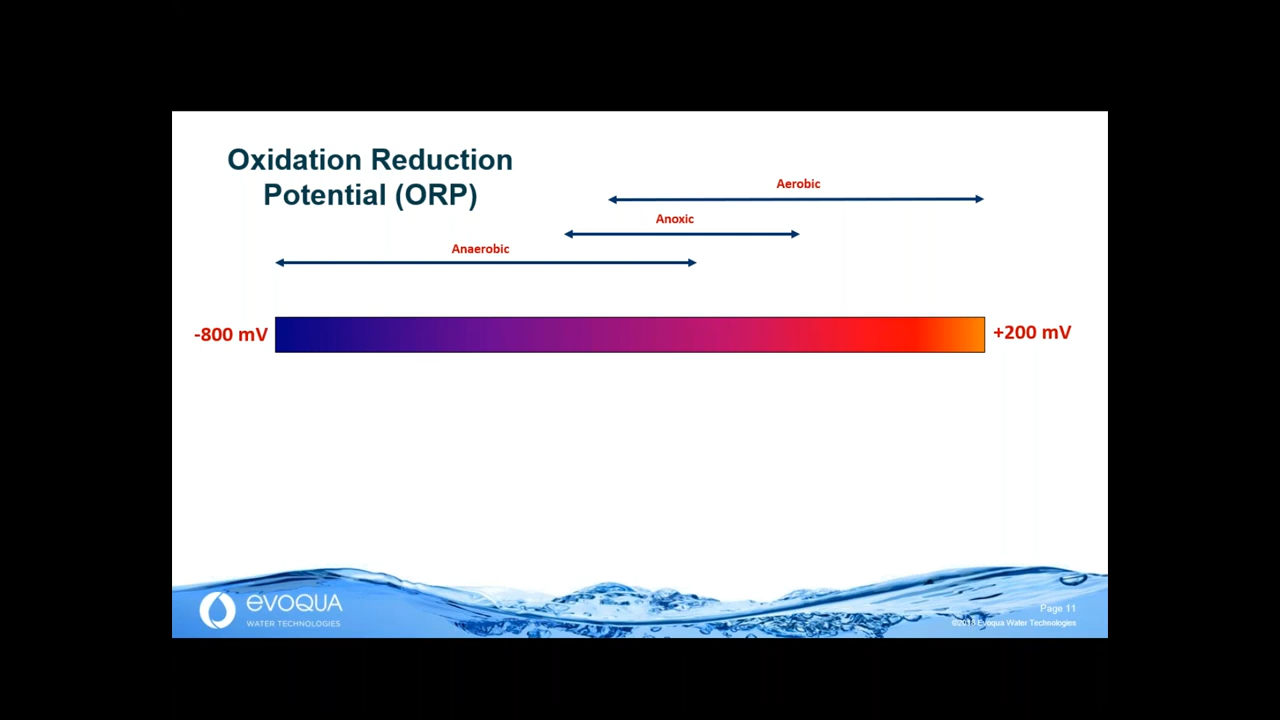 Oxidation Reduction
Potential (ORP)
Aerobic
Anoxic
Anaerobic
-800 mV
+200 mV
evoQUA
WATER TECHNOLOGIES
Page 11
©2018 Evoqua Water Technologies